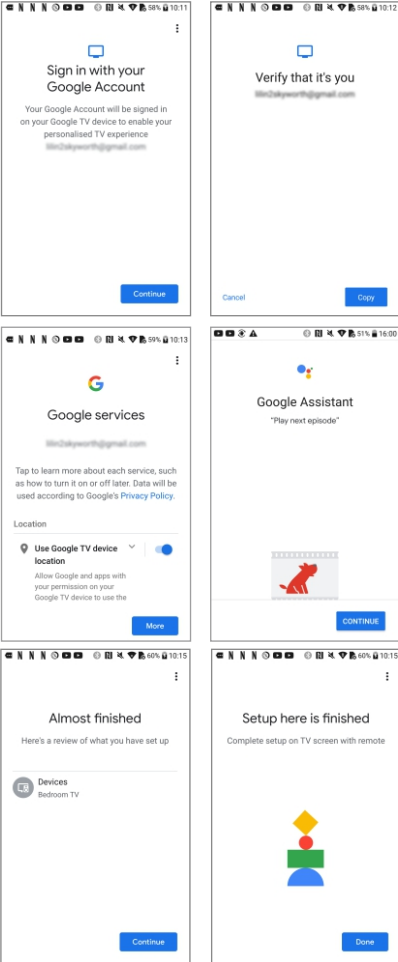 58% 10:11
Sign in with your
Google Account
Your Google Account will be signed in
on your Google TV device to enable your
personalised TV experience
Continue
58% 10:12
Verify that it's you
Cancel
Copy
59% 10:13
Google services
Tap to learn more about each service, such
as how to turn it on or off later. Data will be
used according to Google's Privacy Policy.
Location
Use Google TV device
location
Allow Google and apps with
your permission on your
Google TV device to use the
More
51% 16:00
Google Assistant
"Play next episode"
CONTINUE
60% 10:15
Almost finished
Here's a review of what you have set up
Devices
Bedroom TV
Continue
60% 10:15
Setup here is finished
Complete setup on TV screen with remote
Done